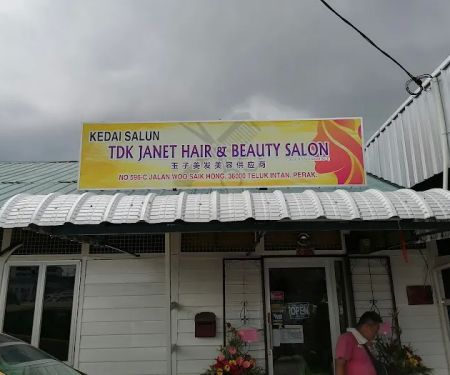 KEDAI SALUN
TDK JANET HAIR & BEAUTY SALON
玉子美发美容供应商
NO 596-C JALAN WOO SAIK HONG, 36000 TELUK INTAN, PERAK.
OPEN